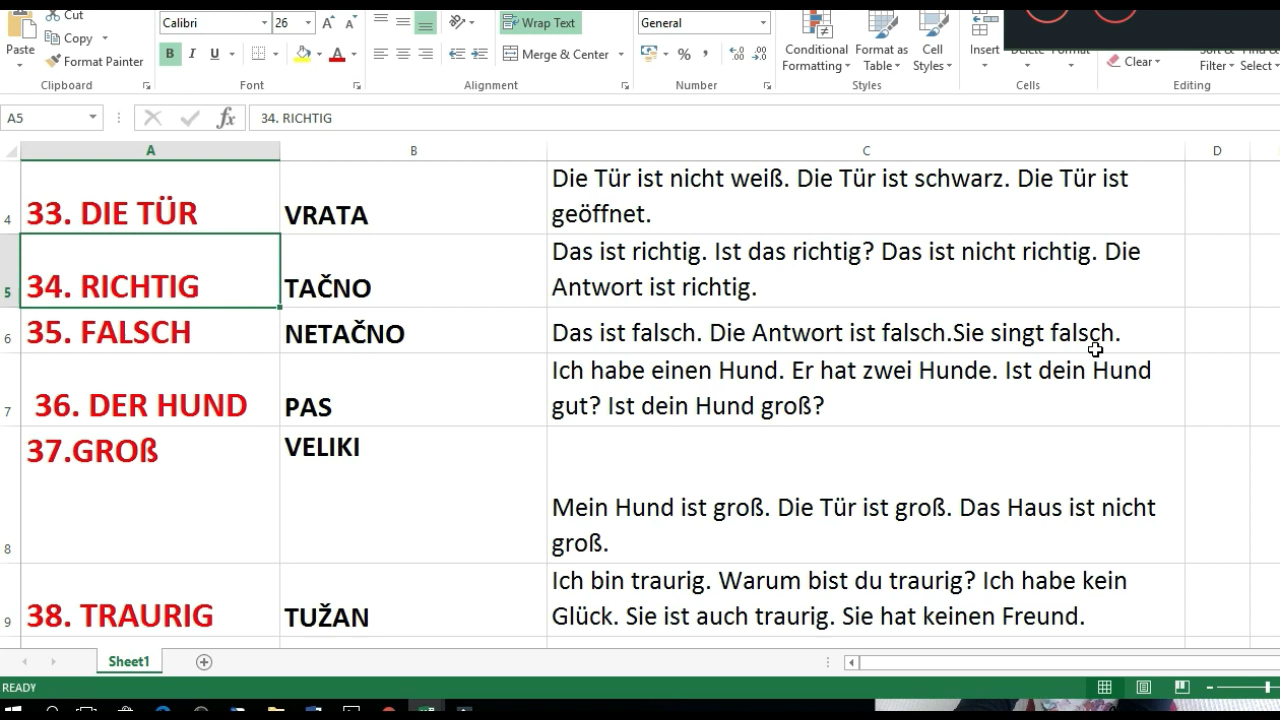 Cut
Calibri 26 Wrap Text General
Paste Copy B I U Merge & Center Conditional Formatting Format as Table Cell Styles Insert
Format Painter Clear Filter Select
Clipboard Font Alignment Number Styles Cells Editing
A5 fx 34. RICHTIG
A B C D
4 33. DIE TÜR VRATA Die Tür ist nicht weiß. Die Tür ist schwarz. Die Tür ist
geöffnet.
5 34. RICHTIG TAČNO Das ist richtig. Ist das richtig? Das ist nicht richtig. Die
Antwort ist richtig.
6 35. FALSCH NETAČNO Das ist falsch. Die Antwort ist falsch.Sie singt falsch.
7 36. DER HUND PAS Ich habe einen Hund. Er hat zwei Hunde. Ist dein Hund
gut? Ist dein Hund groß?
37.GROß VELIKI
8 Mein Hund ist groß. Die Tür ist groß. Das Haus ist nicht
groß.
9 38. TRAURIG TUŽAN Ich bin traurig. Warum bist du traurig? Ich habe kein
Glück. Sie ist auch traurig. Sie hat keinen Freund.
Sheet1
READY